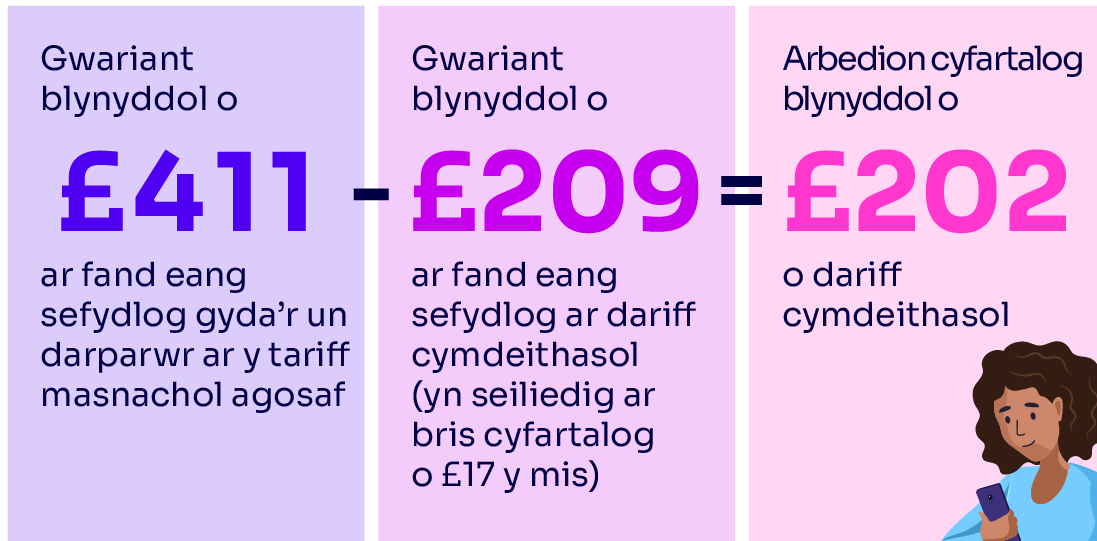 Gwariant
blynyddol o
£411
ar fand eang
sefydlog gyda’r un
darparwr ar y tariff
masnachol agosaf
-
Gwariant
blynyddol o
£209
ar fand eang
sefydlog ar dariff
cymdeithasol
(yn seiliedig ar
bris cyfartalog
o £17 y mis)
=
Arbedion cyfartalog
blynyddol o
£202
o dariff
cymdeithasol